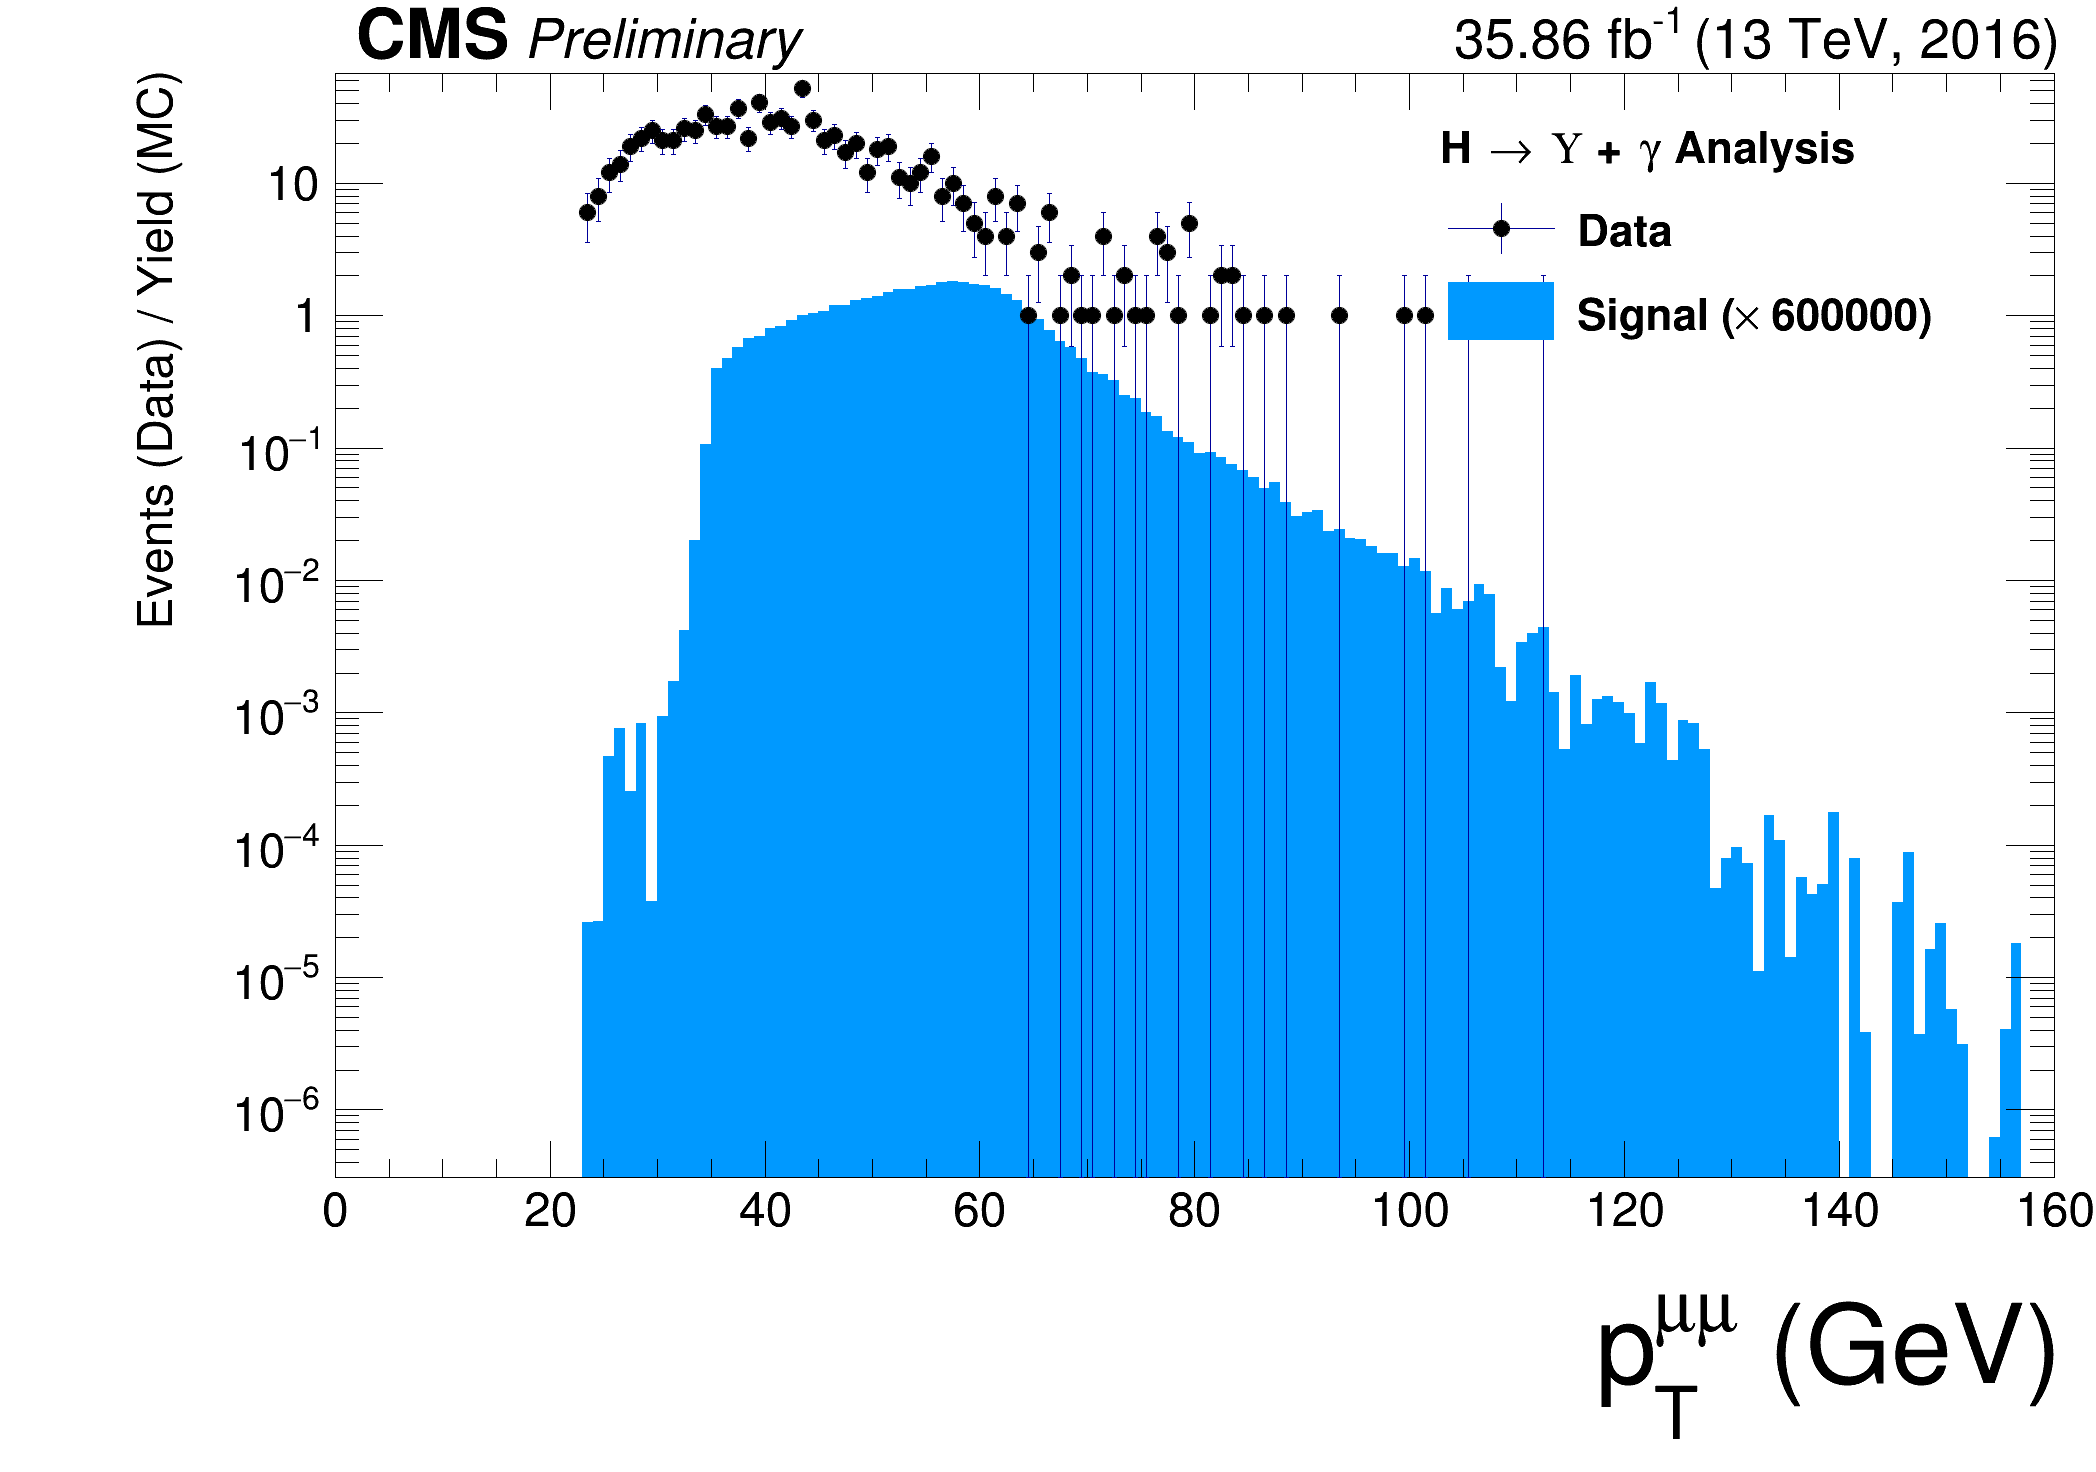 CMS Preliminary 35.86 fb⁻¹ (13 TeV, 2016)
Events (Data) / Yield (MC)
H → Υ + γ Analysis
Data
Signal (× 600000)
10
1
10⁻¹
10⁻²
10⁻³
10⁻⁴
10⁻⁵
10⁻⁶
0 20 40 60 80 100 120 140 160
p_T^μμ (GeV)